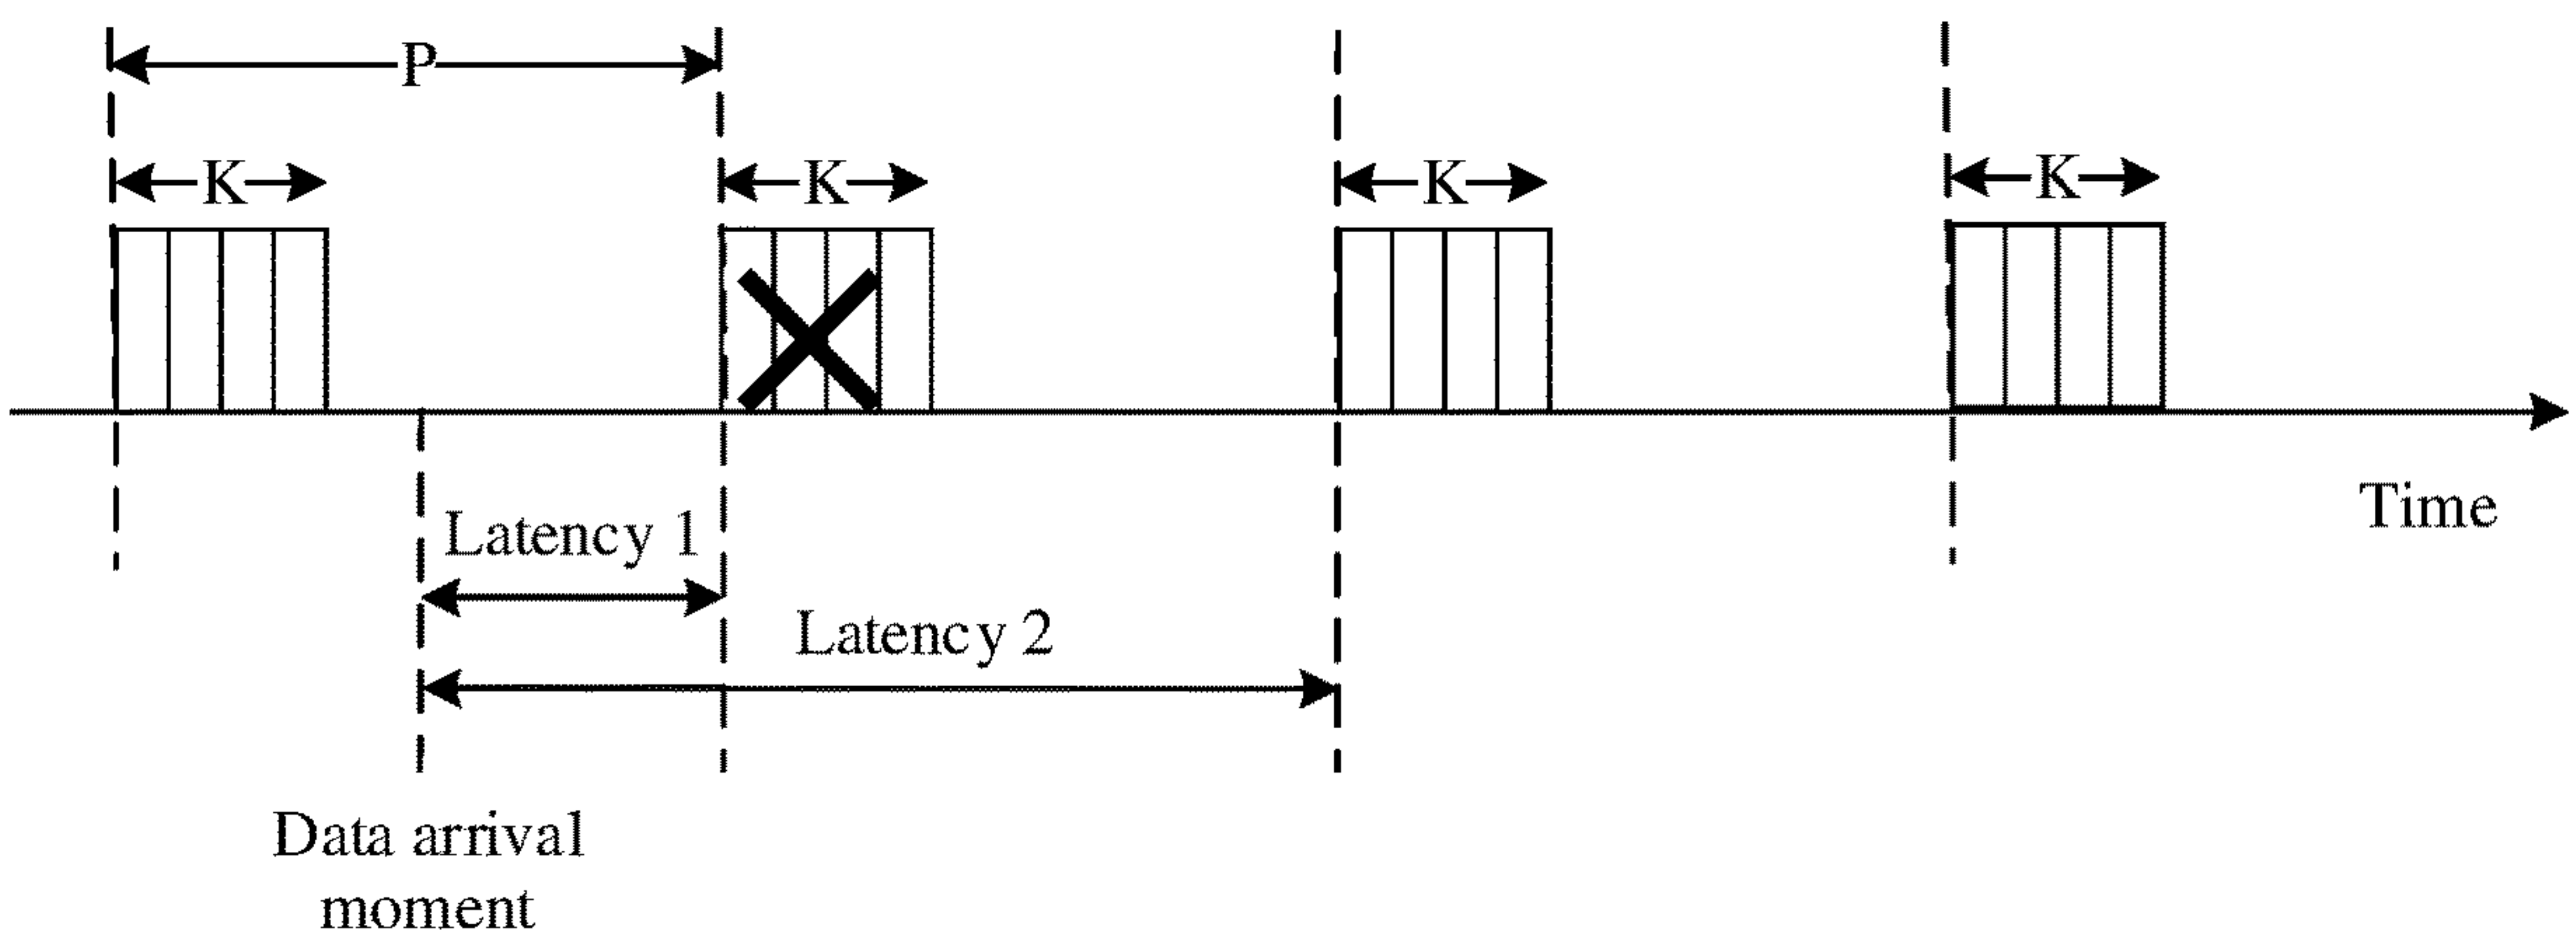 P
K K K K
Time
Latency 1
Latency 2
Data arrival
moment